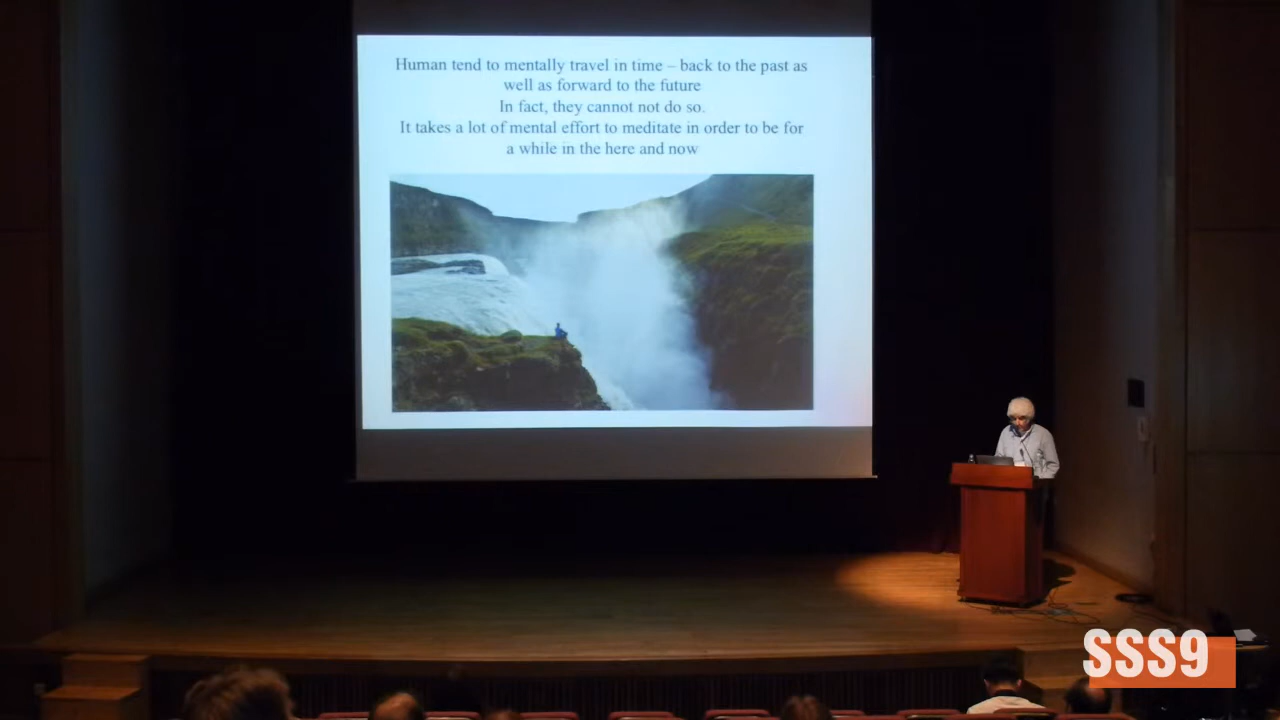 Human tend to mentally travel in time – back to the past as
well as forward to the future
In fact, they cannot not do so.
It takes a lot of mental effort to meditate in order to be for
a while in the here and now
SSS9